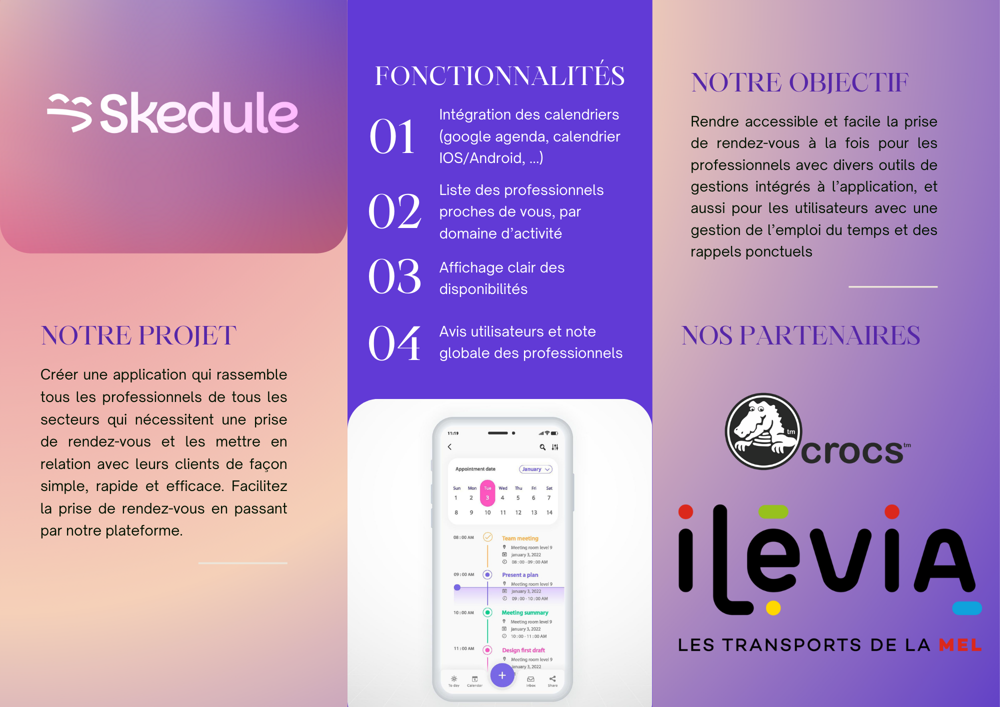 Skedule
NOTRE PROJET
Créer une application qui rassemble
tous les professionnels de tous les
secteurs qui nécessitent une prise
de rendez-vous et les mettre en
relation avec leurs clients de façon
simple, rapide et efficace. Facilitez
la prise de rendez-vous en passant
par notre plateforme.
FONCTIONNALITÉS
01
Intégration des calendriers
(google agenda, calendrier
IOS/Android, ...)
02
Liste des professionnels
proches de vous, par
domaine d'activité
03
Affichage clair des
disponibilités
04
Avis utilisateurs et note
globale des professionnels
11:19
Appointment date January
Sun Mon Tue Wed Thu Fri Sat
1 2 3 4 5 6 7
8 9 10 11 12 13 14
08:00 AM Team meeting
Meeting room level 9
january 3, 2022
08:00 - 09:00 AM
09:00 AM Present a plan
Meeting room level 9
january 3, 2022
09:00 - 10:00 AM
10:00 AM Meeting summary
Meeting room level 9
january 3, 2022
10:00 - 11:00 AM
11:00 AM Design first draft
Meeting room level 9
january 3, 2022
+
To day Calendar Inbox Share
NOTRE OBJECTIF
Rendre accessible et facile la prise
de rendez-vous à la fois pour les
professionnels avec divers outils de
gestions intégrés à l'application, et
aussi pour les utilisateurs avec une
gestion de l'emploi du temps et des
rappels ponctuels
NOS PARTENAIRES
tm
crocs™
ilévia
LES TRANSPORTS DE LA MEL